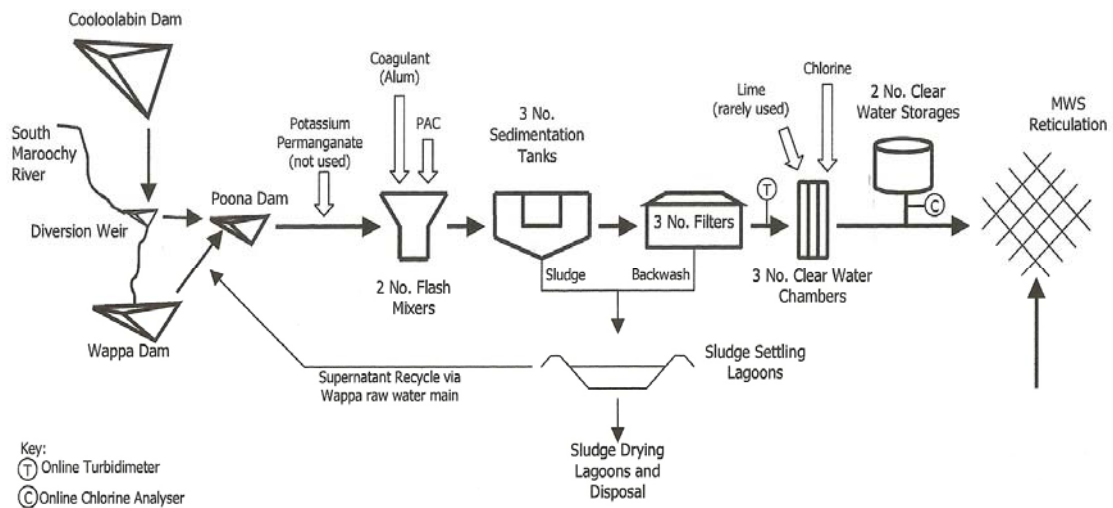 Cooloolabin Dam
South
Maroochy
River
Diversion Weir
Wappa Dam
Poona Dam
Potassium
Permanganate
(not used)
Coagulant
(Alum)
PAC
2 No. Flash
Mixers
3 No.
Sedimentation
Tanks
Sludge
3 No. Filters
Backwash
T
Lime
(rarely used)
Chlorine
3 No. Clear Water
Chambers
2 No. Clear
Water Storages
C
MWS
Reticulation
Supernatant Recycle via
Wappa raw water main
Sludge Settling
Lagoons
Sludge Drying
Lagoons and
Disposal
Key:
T Online Turbidimeter
C Online Chlorine Analyser